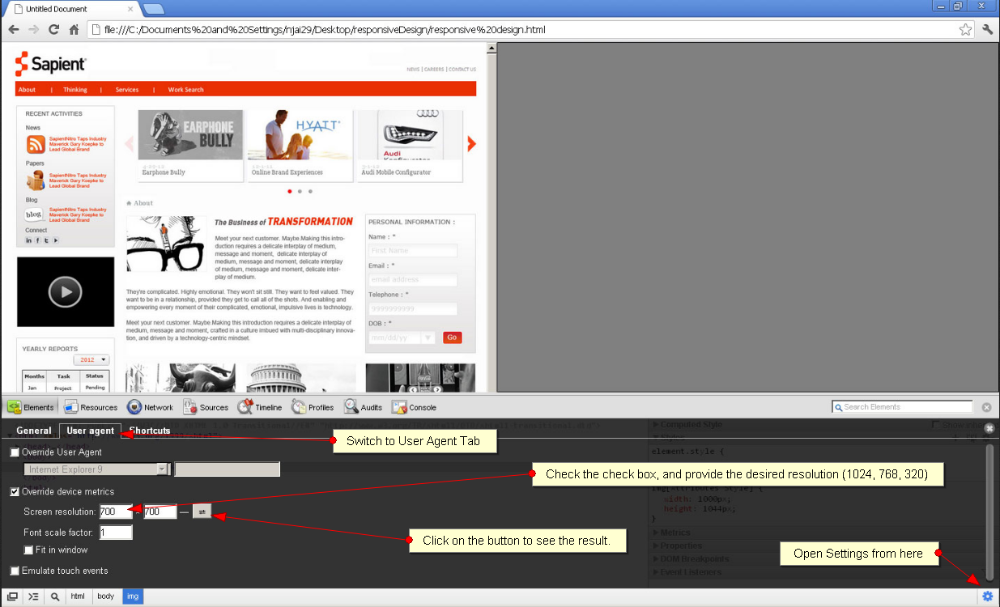 Untitled Document
file:///C:/Documents%20and%20Settings/njai29/Desktop/responsiveDesign/responsive%20design.html
Sapient
NEWS | CAREERS | CONTACT US
About | Thinking | Services | Work Search
RECENT ACTIVITIES
News
SapientNitro Taps Industry
Maverick Gary Koepke to
Lead Global Brand
Papers
SapientNitro Taps Industry
Maverick Gary Koepke to
Lead Global Brand
Blog
blog
SapientNitro Taps Industry
Maverick Gary Koepke to
Lead Global Brand
Connect
EARPHONE
BULLY
Earphone Bully
HYATT
Online Brand Experiences
Audi
Konfigurator
Audi Mobile Configurator
About
The Business of TRANSFORMATION
Meet your next customer. Maybe.Making this intro-
duction requires a delicate interplay of medium,
message and moment, delicate interplay of
medium, message and moment, delicate interplay
of medium, message and moment, delicate inter-
play of medium.
They're complicated. Highly emotional. They won't sit still. They want to feel valued. They
want to be in a relationship, provided they get to call all of the shots. And enabling and
empowering every moment of their complicated, emotional, impulsive lives is technology.
Meet your next customer. Maybe.Making this introduction requires a delicate interplay of
medium, message and moment, crafted in a culture imbued with multi-disciplinary innova-
tion, and driven by a technology-centric mindset.
PERSONAL INFORMATION :
Name : *
First Name
Email : *
email address
Telephone : *
9999999999
DOB : *
mm/dd/yy
Go
YEARLY REPORTS
2012
Months Task Status
Jan Project Pending
Elements Resources Network Sources Timeline Profiles Audits Console
Search Elements
General User agent Shortcuts
Switch to User Agent Tab
Override User Agent
Internet Explorer 9
Check the check box, and provide the desired resolution (1024, 768, 320)
Override device metrics
Screen resolution: 700 700
Font scale factor: 1
Fit in window
Click on the button to see the result.
Emulate touch events
Computed Style
Styles
element.style {
width: 1000px;
height: 1044px;
}
Metrics
Properties
DOM Breakpoints
Event Listeners
Open Settings from here
html body img